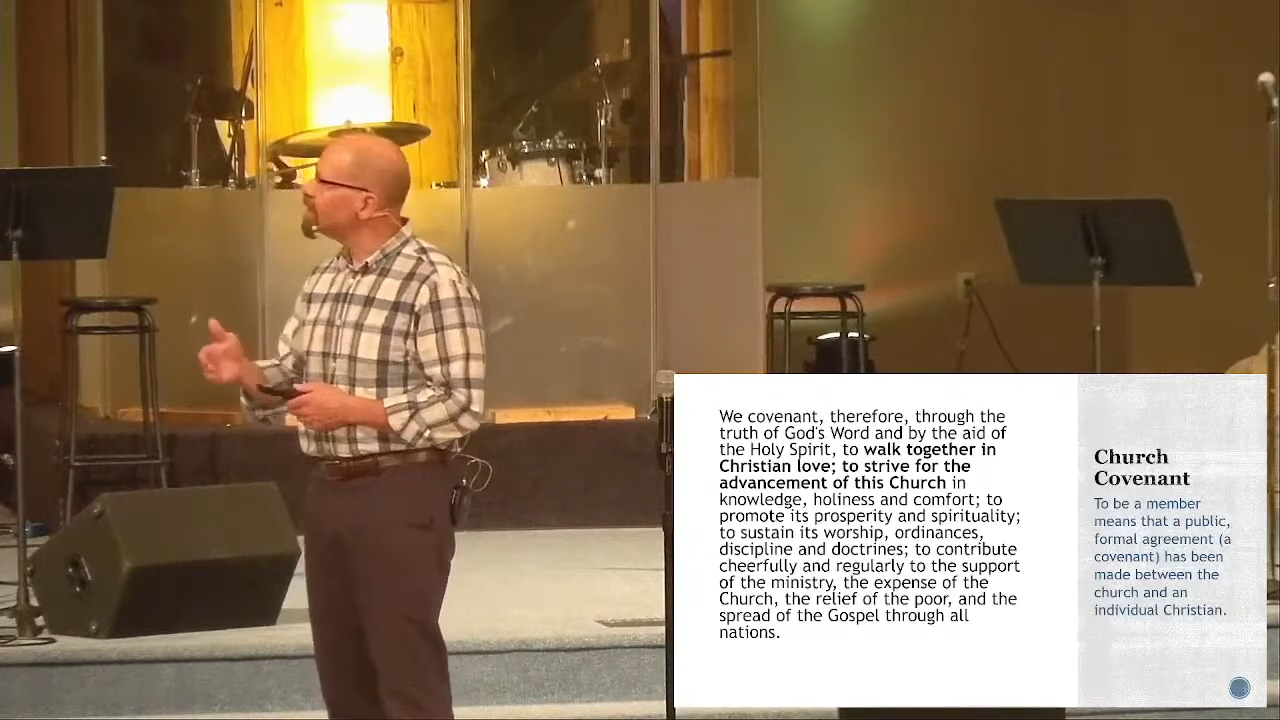 We covenant, therefore, through the
truth of God's Word and by the aid of
the Holy Spirit, to walk together in
Christian love; to strive for the
advancement of this Church in
knowledge, holiness and comfort; to
promote its prosperity and spirituality;
to sustain its worship, ordinances,
discipline and doctrines; to contribute
cheerfully and regularly to the support
of the ministry, the expense of the
Church, the relief of the poor, and the
spread of the Gospel through all
nations.
Church
Covenant
To be a member
means that a public,
formal agreement (a
covenant) has been
made between the
church and an
individual Christian.